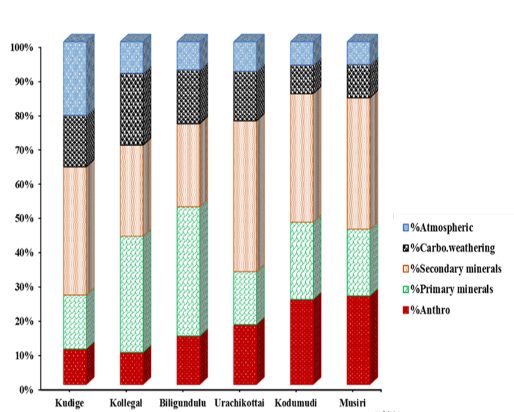 100%
90%
80%
70%
60%
50%
40%
30%
20%
10%
0%
Kudige Kollegal Biligundulu Urachikottai Kodumudi Musiri
%Atmospheric
%Carbo.weathering
%Secondary minerals
%Primary minerals
%Anthro